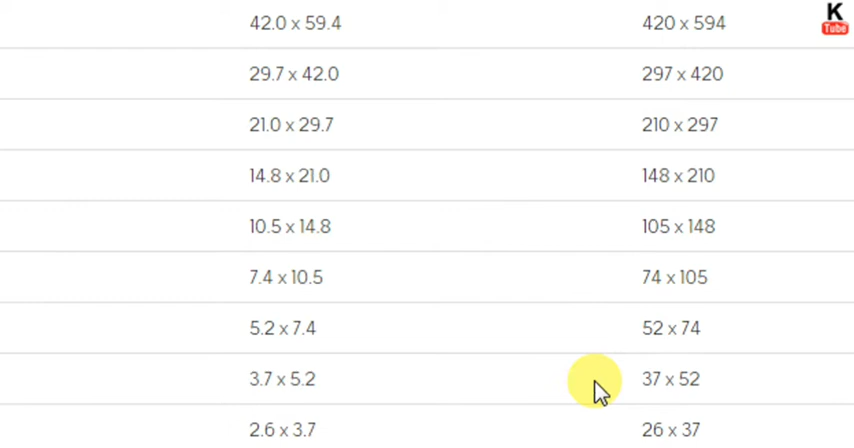 K
Tube
42.0 x 59.4 420 x 594
29.7 x 42.0 297 x 420
21.0 x 29.7 210 x 297
14.8 x 21.0 148 x 210
10.5 x 14.8 105 x 148
7.4 x 10.5 74 x 105
5.2 x 7.4 52 x 74
3.7 x 5.2 37 x 52
2.6 x 3.7 26 x 37